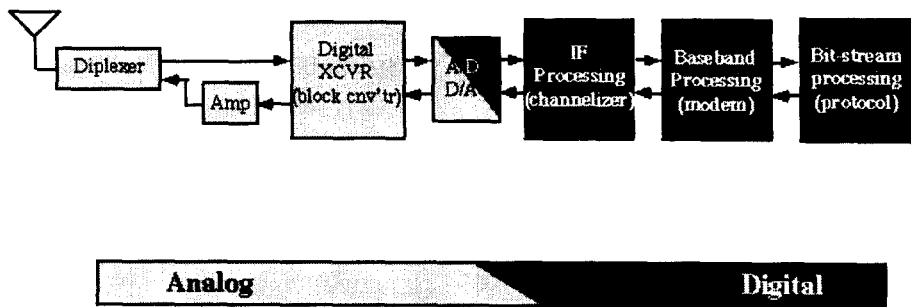 Diplexer
Amp
Digital
XCVR
(block cnv'tr)
A/D
D/A
IF
Processing
(channelizer)
Baseband
Processing
(modem)
Bit-stream
processing
(protocol)
Analog
Digital